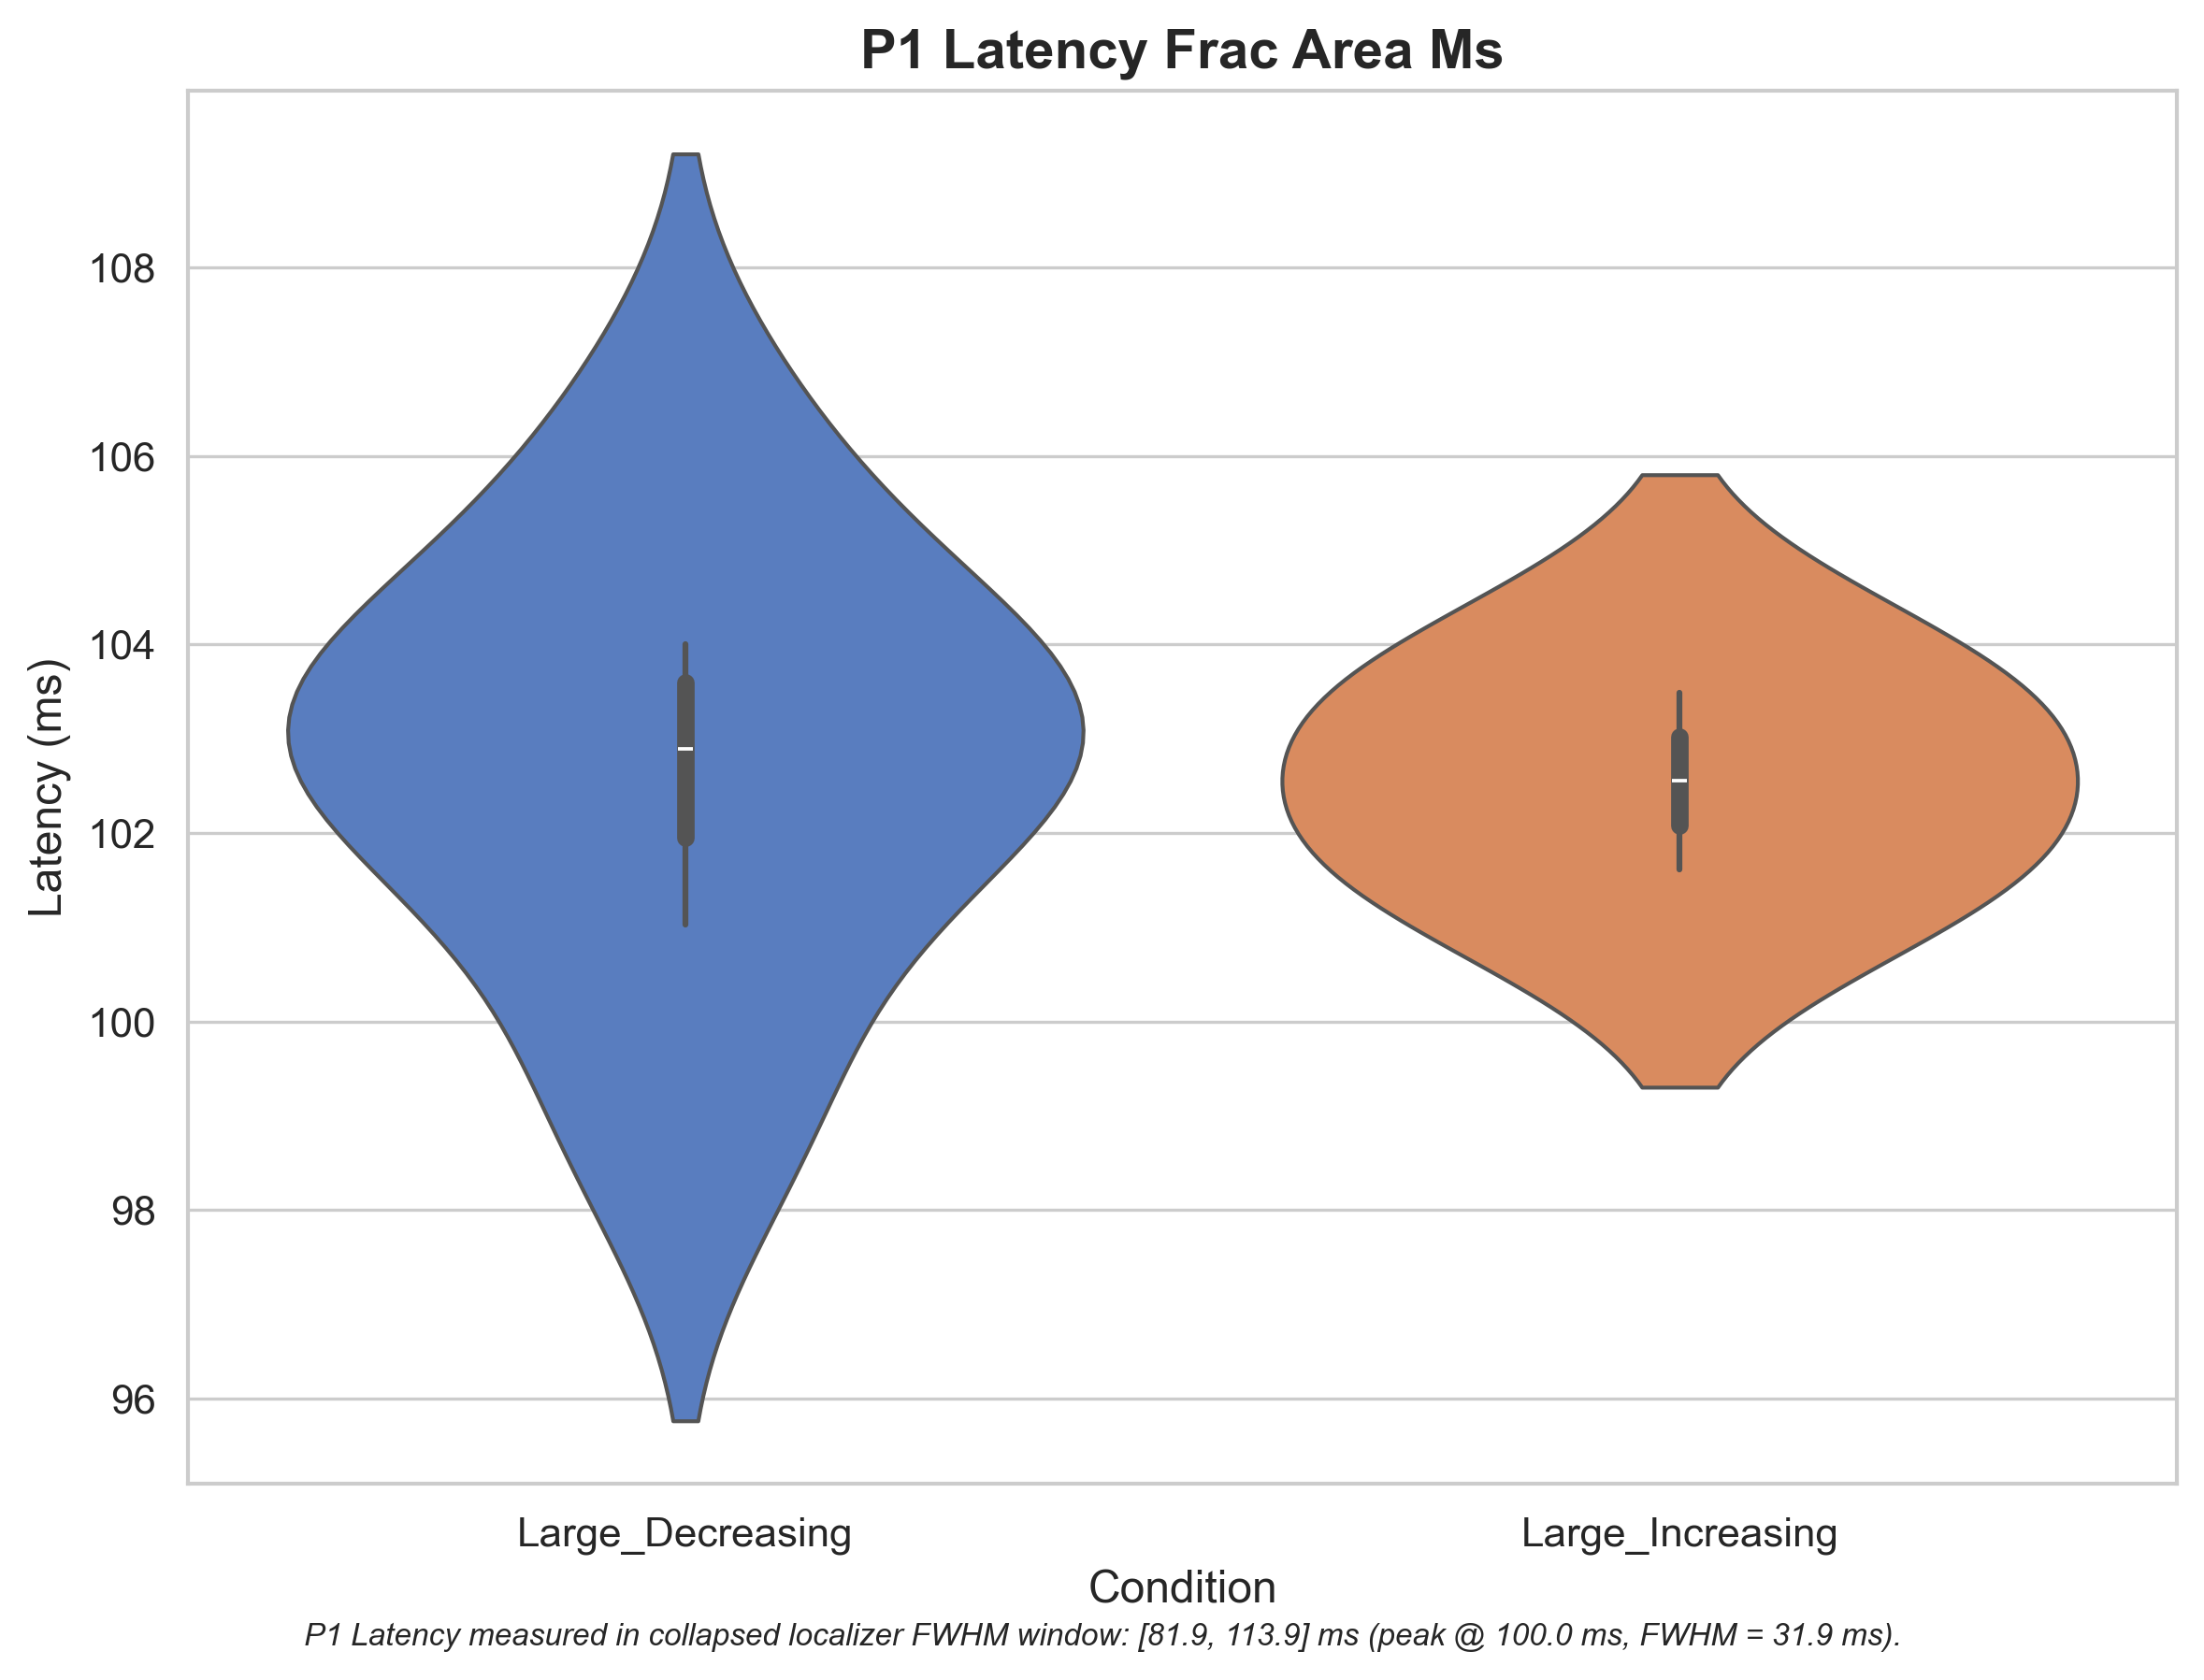 P1 Latency Frac Area Ms
Latency (ms)
108
106
104
102
100
98
96
Large_Decreasing
Large_Increasing
Condition
P1 Latency measured in collapsed localizer FWHM window: [81.9, 113.9] ms (peak @ 100.0 ms, FWHM = 31.9 ms).